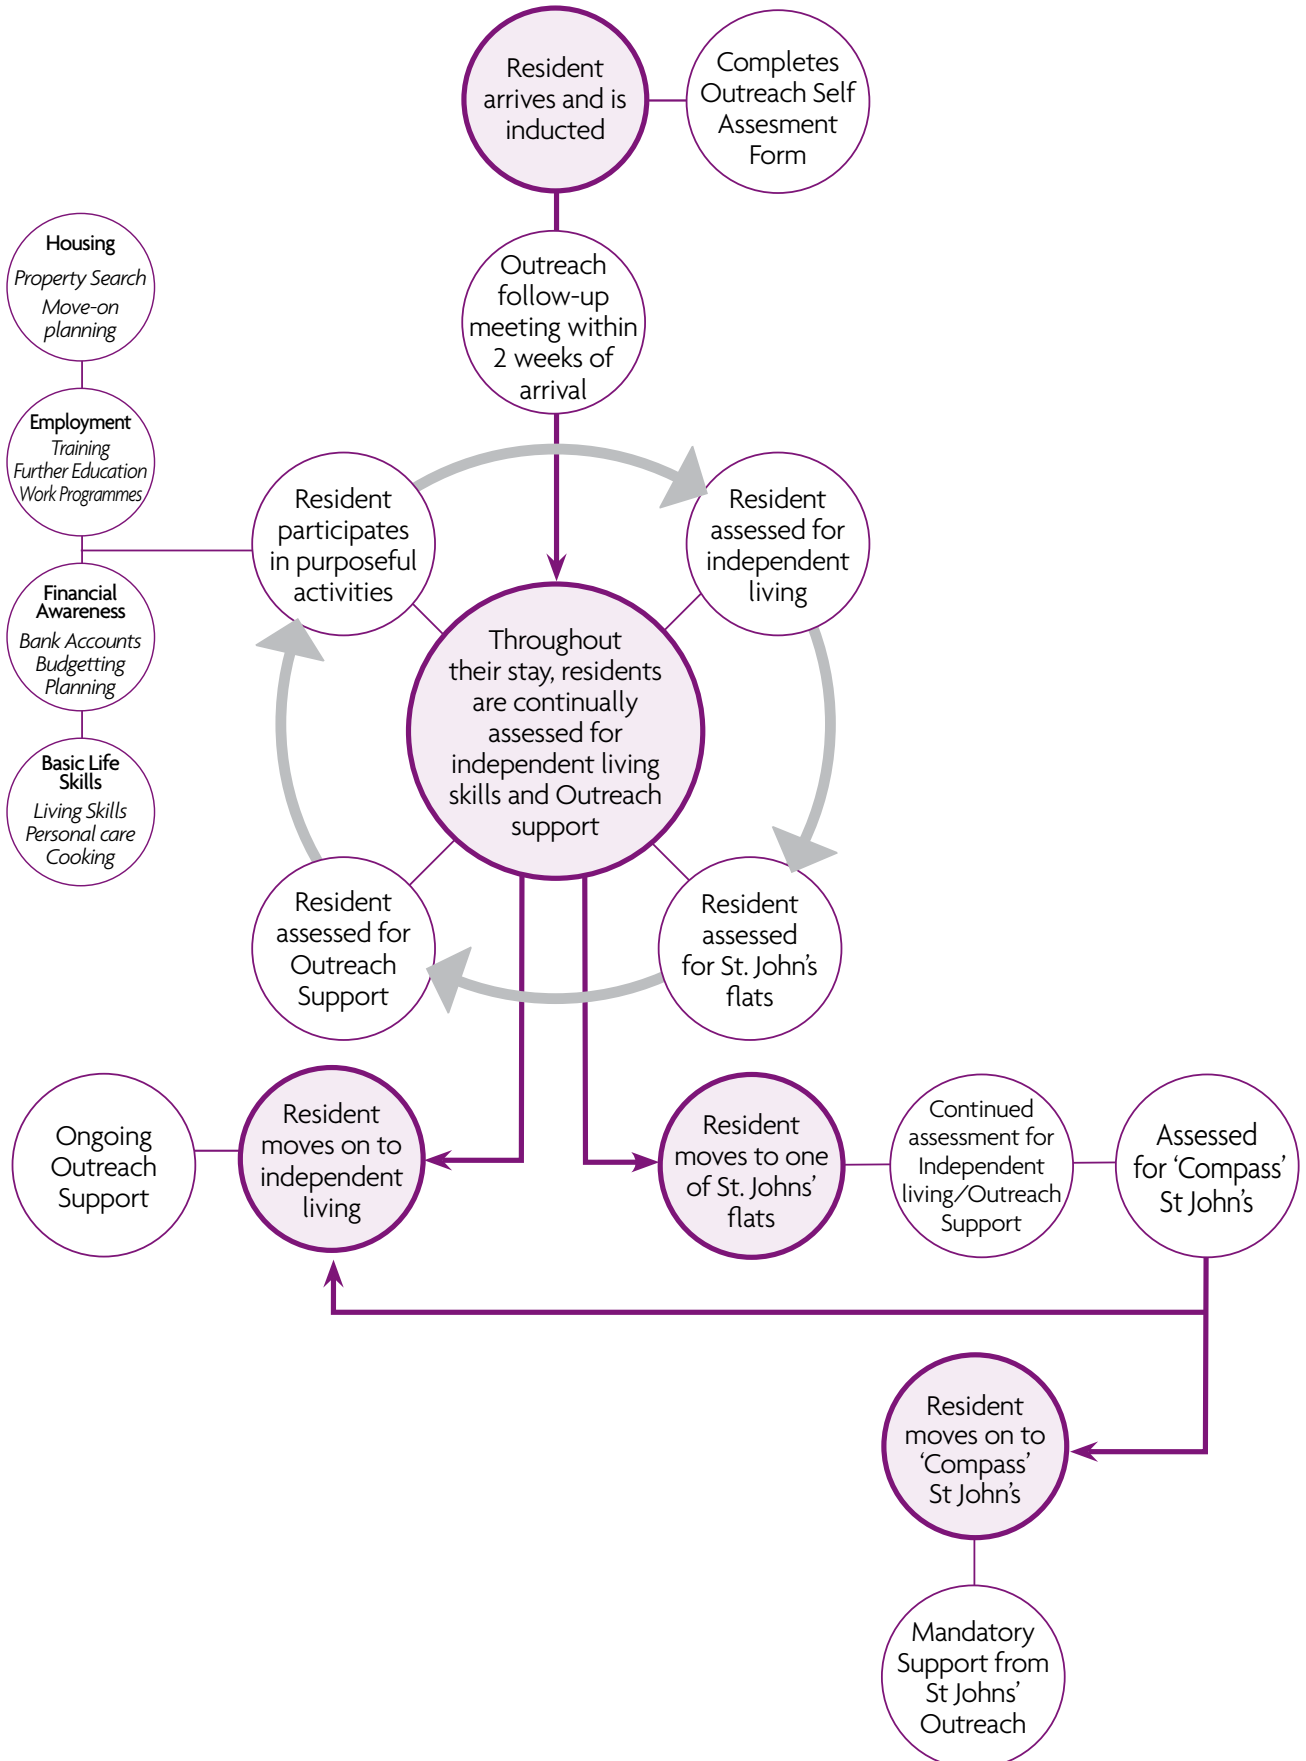 Resident
arrives and is
inducted
Completes
Outreach Self
Assesment
Form
Outreach
follow-up
meeting within
2 weeks of
arrival
Housing
Property Search
Move-on
planning
Employment
Training
Further Education
Work Programmes
Financial
Awareness
Bank Accounts
Budgetting
Planning
Basic Life
Skills
Living Skills
Personal care
Cooking
Resident
participates
in purposeful
activities
Resident
assessed for
independent
living
Throughout
their stay, residents
are continually
assessed for
independent living
skills and Outreach
support
Resident
assessed for
Outreach
Support
Resident
assessed
for St. John's
flats
Ongoing
Outreach
Support
Resident
moves on to
independent
living
Resident
moves to one
of St. Johns'
flats
Continued
assessment for
Independent
living/Outreach
Support
Assessed
for ‘Compass’
St John's
Resident
moves on to
‘Compass’
St John's
Mandatory
Support from
St Johns'
Outreach